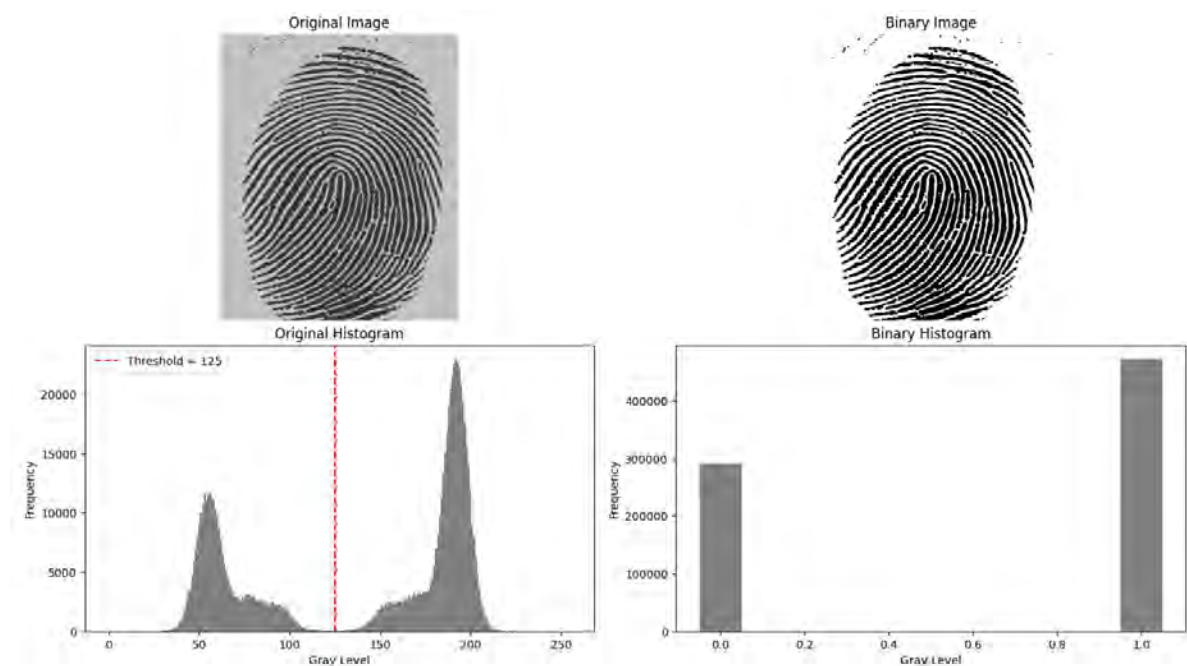 Original Image
Binary Image
Original Histogram
Binary Histogram
Threshold = 125
Frequency
20000
15000
10000
5000
0
0
50
100
150
200
250
Gray Level
Frequency
400000
300000
200000
100000
0
0.0
0.2
0.4
0.6
0.8
1.0
Gray Level